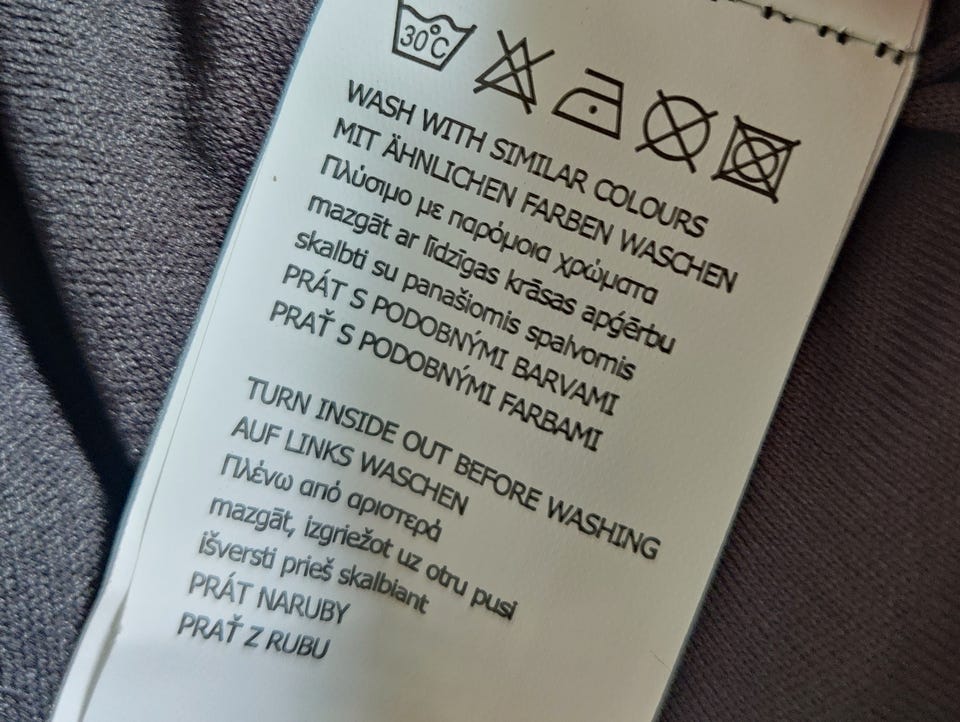 30°C
WASH WITH SIMILAR COLOURS
MIT ÄHNLICHEN FARBEN WASCHEN
Πλύσιμο με παρόμοια χρώματα
mazgāt ar līdzīgas krāsas apģērbu
skalbti su panašiomis spalvomis
PRÁT S PODOBNÝMI BARVAMI
PRAŤ S PODOBNÝMI FARBAMI
TURN INSIDE OUT BEFORE WASHING
AUF LINKS WASCHEN
Πλένω από αριστερά
mazgāt, izgriežot uz otru pusi
išversti prieš skalbiant
PRÁT NARUBY
PRAŤ Z RUBU